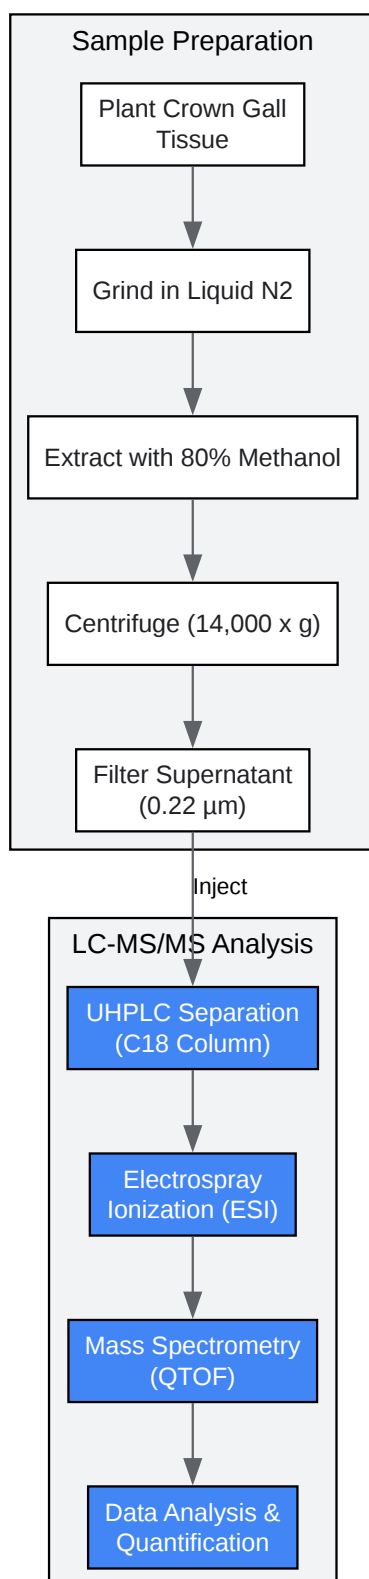 Sample Preparation
Plant Crown Gall
Tissue
Grind in Liquid N2
Extract with 80% Methanol
Centrifuge (14,000 x g)
Filter Supernatant
(0.22 µm)
Inject
LC-MS/MS Analysis
UHPLC Separation
(C18 Column)
Electrospray
Ionization (ESI)
Mass Spectrometry
(QTOF)
Data Analysis &
Quantification